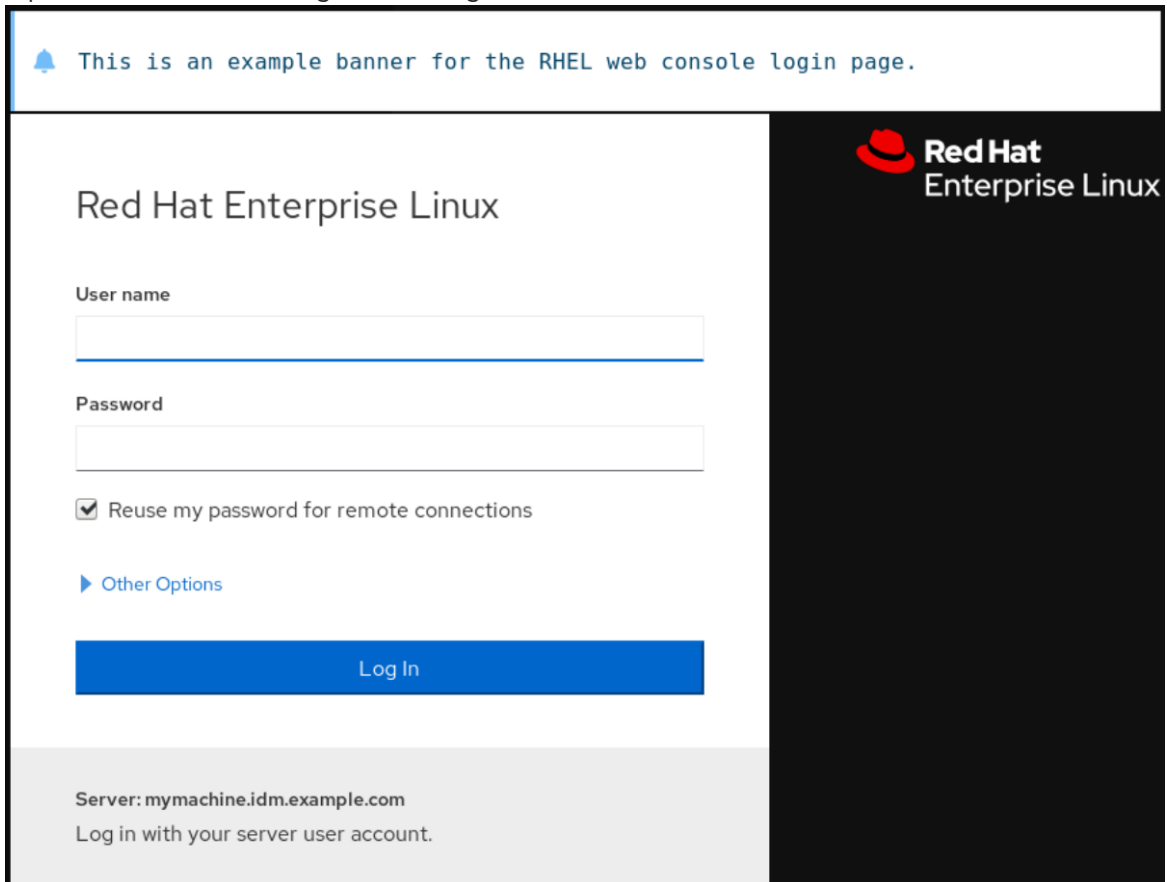 This is an example banner for the RHEL web console login page.
Red Hat
Enterprise Linux
Red Hat Enterprise Linux
User name
Password
Reuse my password for remote connections
Other Options
Log In
Server: mymachine.idm.example.com
Log in with your server user account.